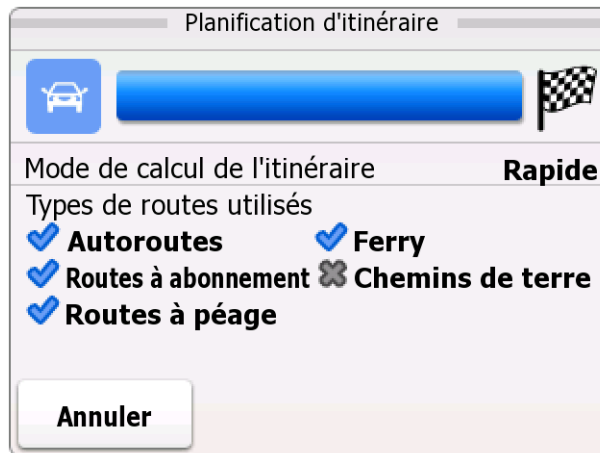 Planification d'itinéraire
Mode de calcul de l'itinéraire Rapide
Types de routes utilisés
Autoroutes Ferry
Routes à abonnement Chemins de terre
Routes à péage
Annuler